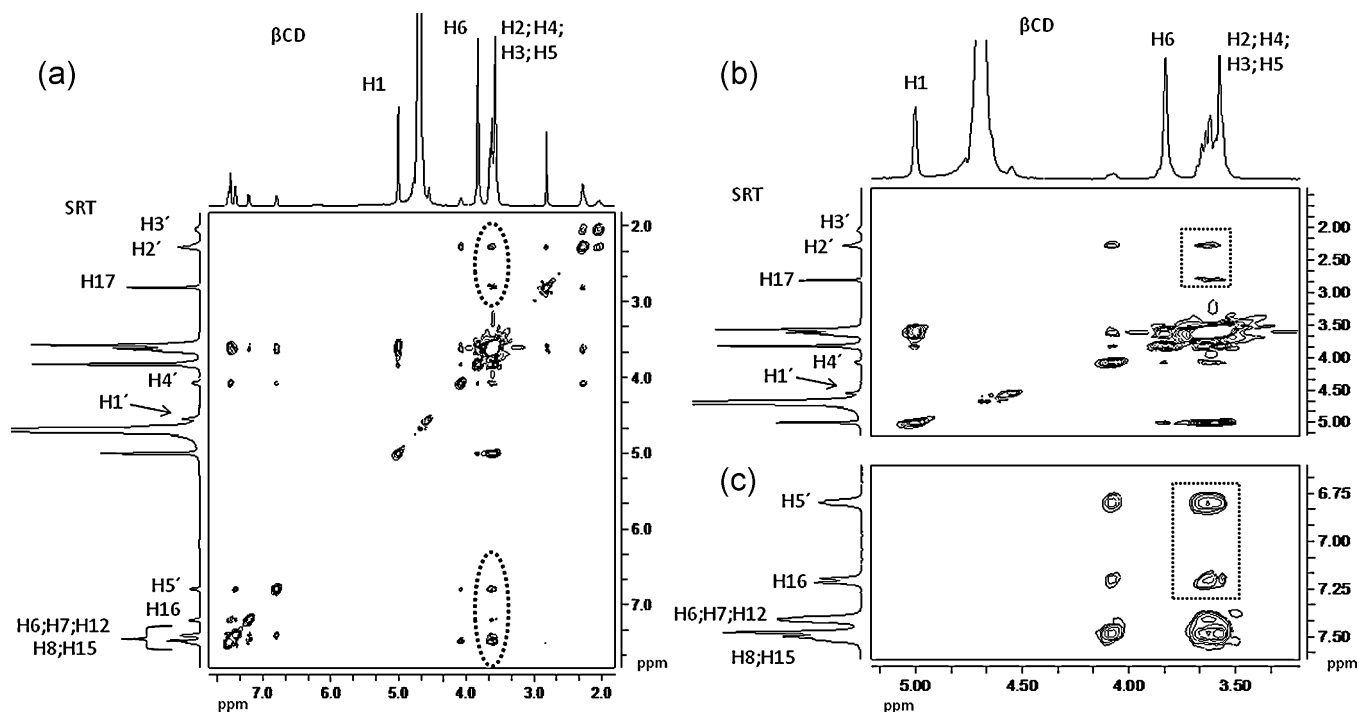 (a)
βCD
H1
H6
H2;H4;
H3;H5
SRT
H3´
H2´
H17
H4´
H1´
H5´
H16
H6;H7;H12
H8;H15
2.0
3.0
4.0
5.0
6.0
7.0
ppm
7.0 5.0 4.0 6.0 3.0 2.0
ppm
(b)
βCD
H1
H6
H2;H4;
H3;H5
SRT
H3´
H2´
H17
H4´
H1´
2.00
2.50
3.00
3.50
4.00
4.50
5.00
(c)
H5´
H16
H6;H7;H12
H8;H15
6.75
7.00
7.25
7.50
ppm
5.00 4.50 4.00 3.50
ppm